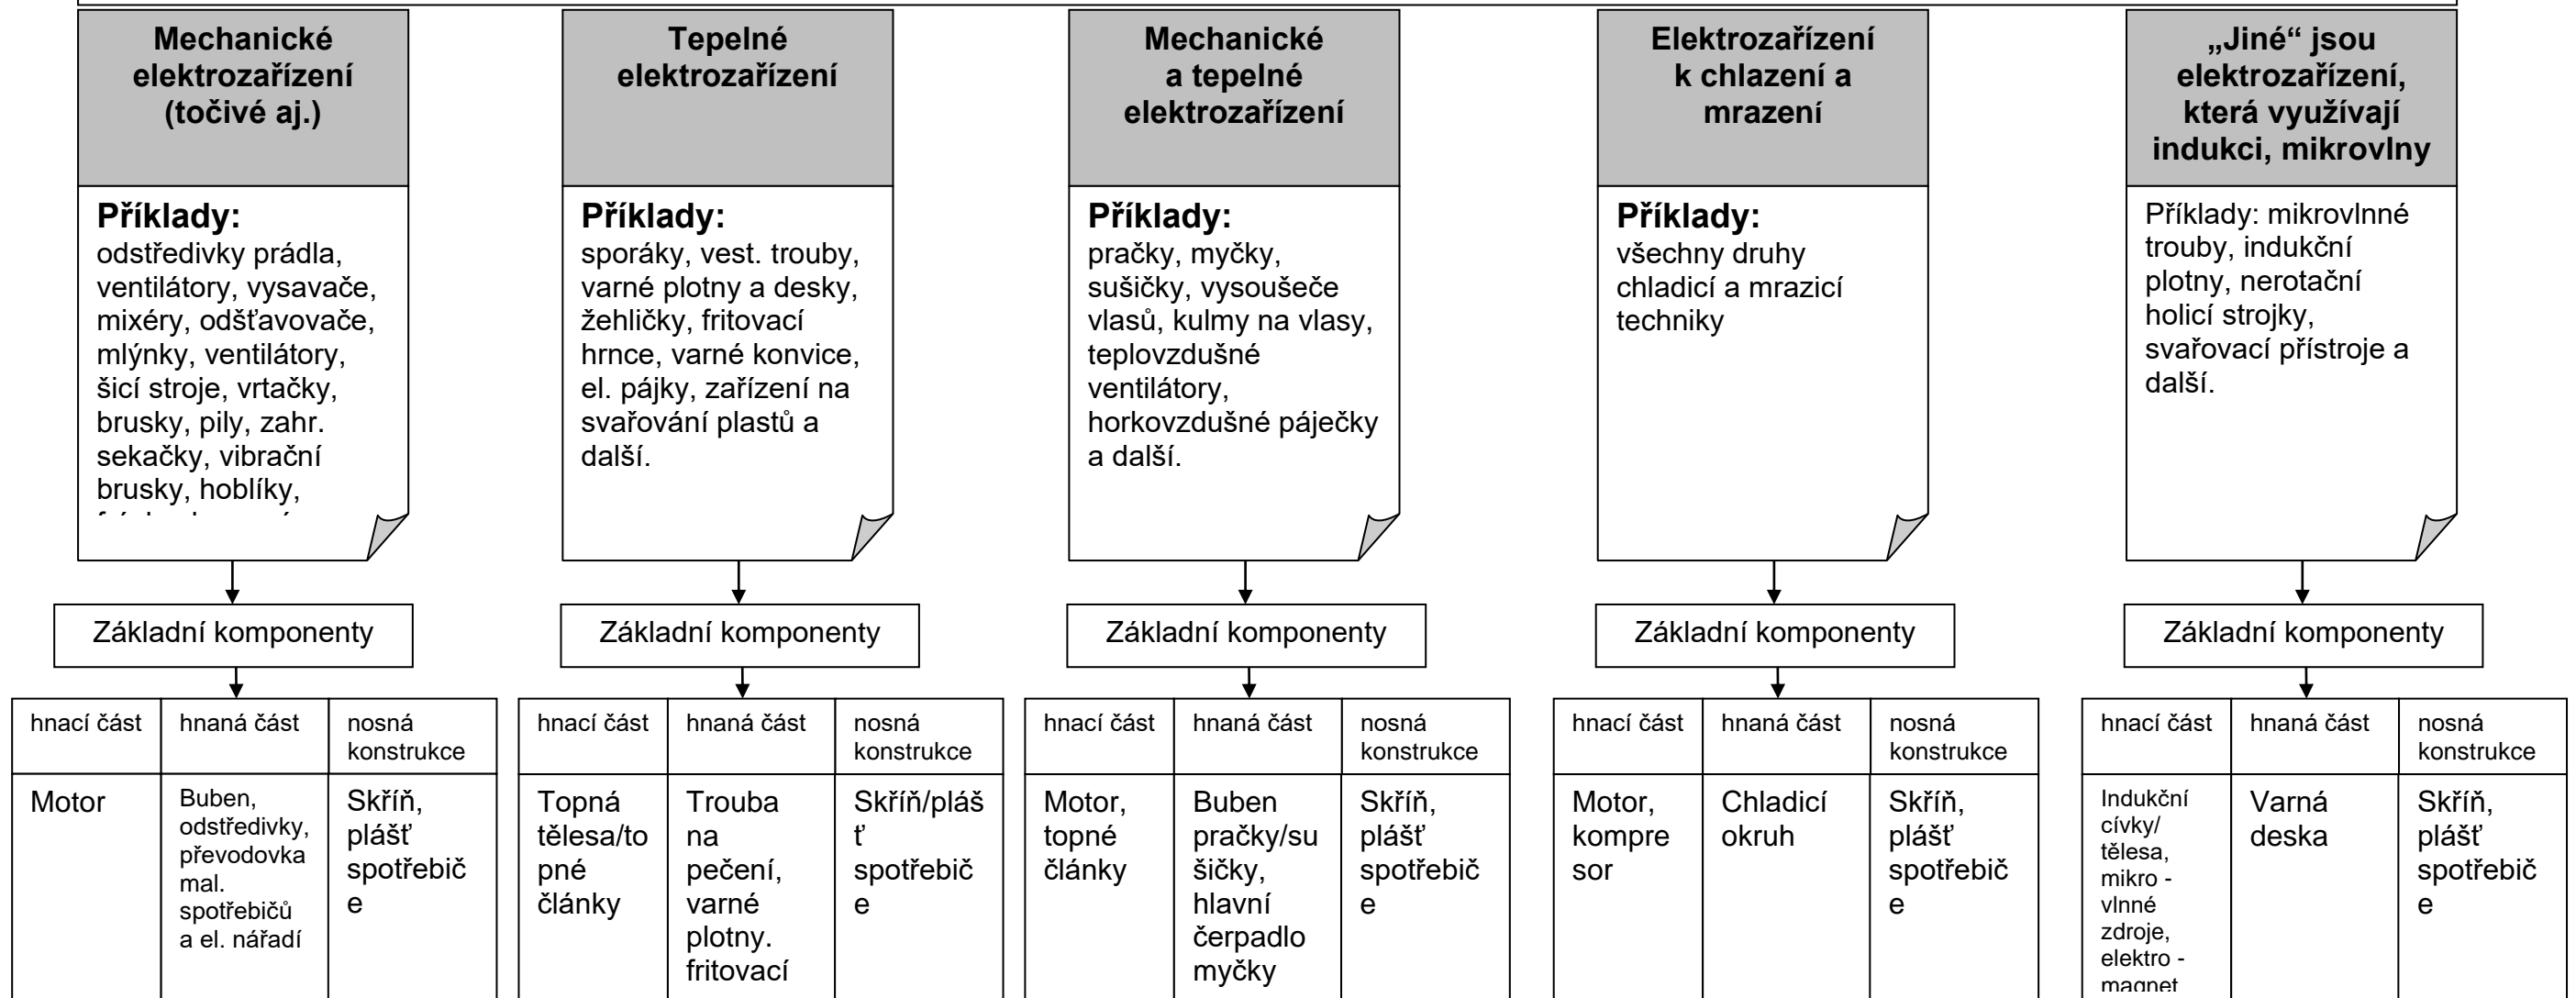 Mechanické
elektrozařízení
(točivé aj.)
Příklady:
odstředivky prádla,
ventilátory, vysavače,
mixéry, odšťavovače,
mlýnky, ventilátory,
šicí stroje, vrtačky,
brusky, pily, zahr.
sekačky, vibrační
brusky, hoblíky,
Základní komponenty
hnací část
hnaná část
nosná
konstrukce
Motor
Buben,
odstředivky,
převodovka
mal.
spotřebičů
a el. nářadí
Skříň,
plášť
spotřebič
e
Tepelné
elektrozařízení
Příklady:
sporáky, vest. trouby,
varné plotny a desky,
žehličky, fritovací
hrnce, varné konvice,
el. pájky, zařízení na
svařování plastů a
další.
Základní komponenty
hnací část
hnaná část
nosná
konstrukce
Topná
tělesa/to
pné
články
Trouba
na
pečení,
varné
plotny.
fritovací
Skříň/pláš
ť
spotřebič
e
Mechanické
a tepelné
elektrozařízení
Příklady:
pračky, myčky,
sušičky, vysoušeče
vlasů, kulmy na vlasy,
teplovzdušné
ventilátory,
horkovzdušné páječky
a další.
Základní komponenty
hnací část
hnaná část
nosná
konstrukce
Motor,
topné
články
Buben
pračky/su
šičky,
hlavní
čerpadlo
myčky
Skříň,
plášť
spotřebič
e
Elektrozařízení
k chlazení a
mrazení
Příklady:
všechny druhy
chladicí a mrazicí
techniky
Základní komponenty
hnací část
hnaná část
nosná
konstrukce
Motor,
kompre
sor
Chladicí
okruh
Skříň,
plášť
spotřebič
e
„Jiné“ jsou
elektrozařízení,
která využívají
indukci, mikrovlny
Příklady: mikrovlnné
trouby, indukční
plotny, nerotační
holicí strojky,
svařovací přístroje a
další.
Základní komponenty
hnací část
hnaná část
nosná
konstrukce
Indukční
cívky/
tělesa,
mikro -
vlnné
zdroje,
elektro -
magnet
Varná
deska
Skříň,
plášť
spotřebič
e